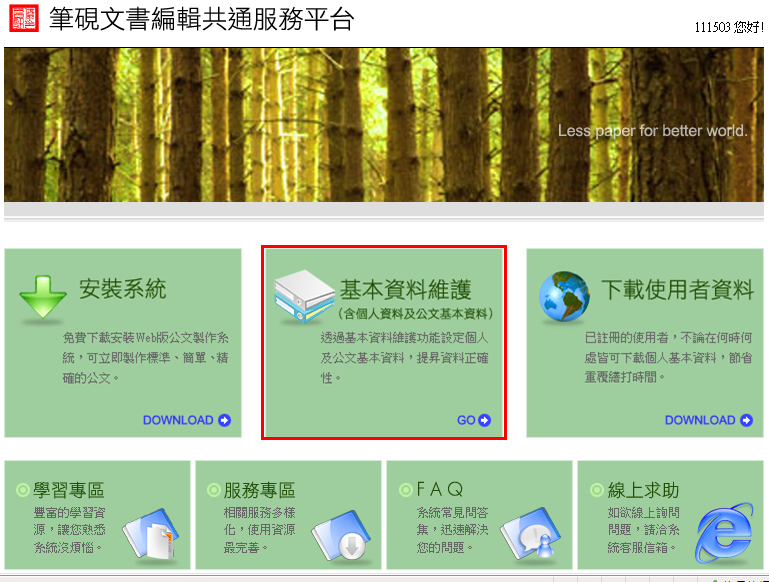 筆硯文書編輯共通服務平台
111503 您好!
Less paper for better world.
安裝系統
免費下載安裝Web版公文製作系
統，可立即製作標準、簡單、精
確的公文。
DOWNLOAD
基本資料維護
(含個人資料及公文基本資料)
透過基本資料維護功能設定個人
及公文基本資料，提昇資料正確
性。
GO
下載使用者資料
已註冊的使用者，不論在何時何
處皆可下載個人基本資料，節省
重覆繕打時間。
DOWNLOAD
學習專區
豐富的學習資
源，讓您熟悉
系統沒煩惱。
服務專區
相關服務多樣
化，使用資源
最完善。
FAQ
系統常見問答
集，迅速解決
您的問題。
線上求助
如欲線上詢問
問題，請洽系
統客服信箱。